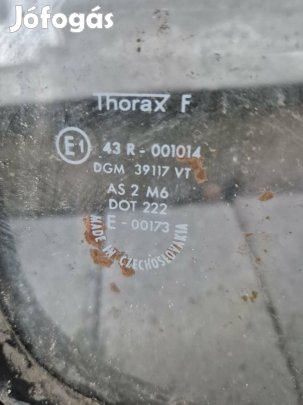 Jófogás
Thorax F
E1 43 R - 001014
DGM 39117 VT
AS 2 M6
DOT 222
E - 00173
MADE IN CZECHOSLOVAKIA